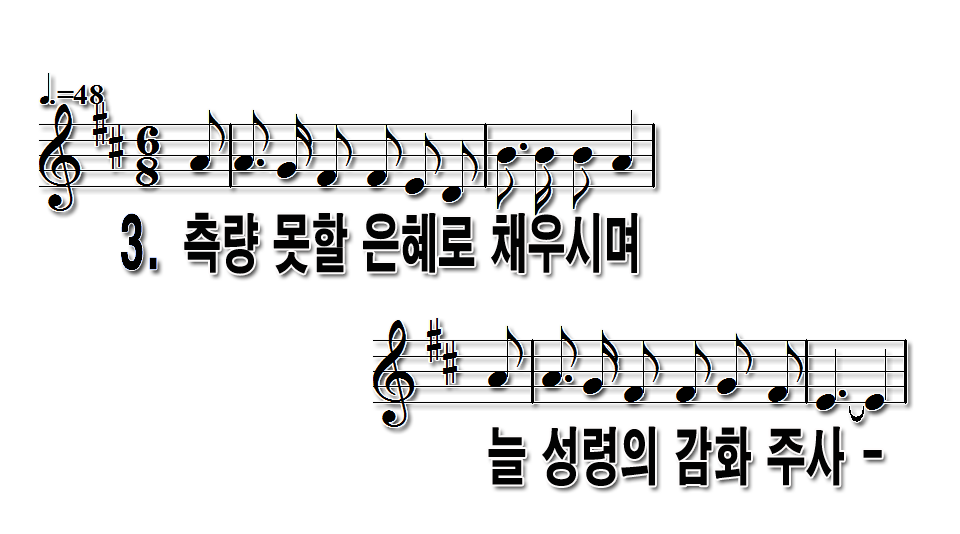 ♩.=48
6
8
3. 측량 못할 은혜로 채우시며
늘 성령의 감화 주사 -